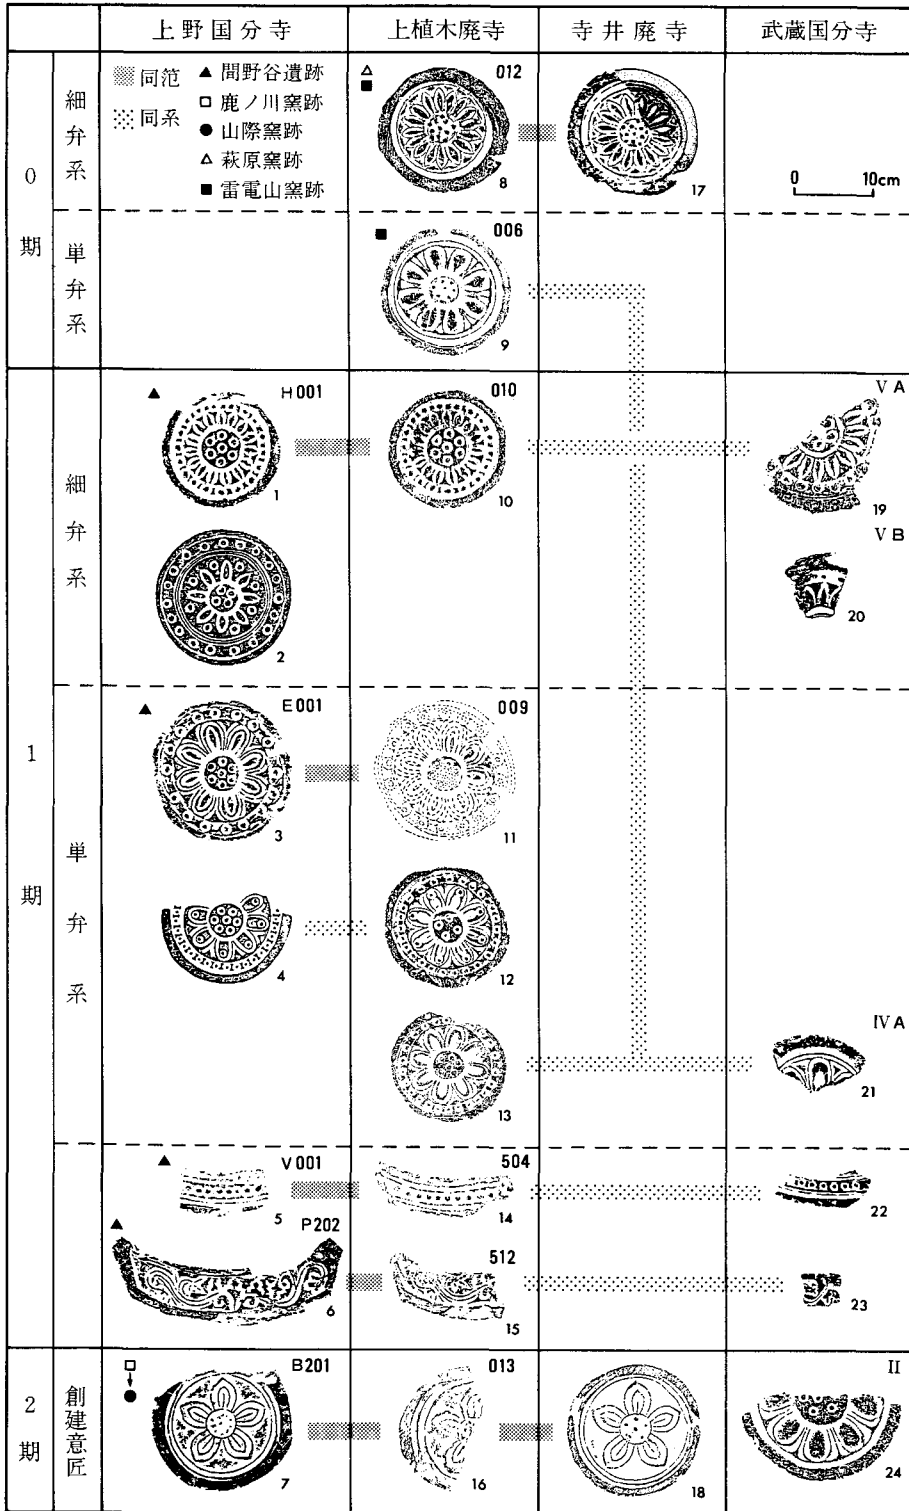 上野国分寺 上植木廃寺 寺井廃寺 武蔵国分寺
0期
細弁系
同范
同系
▲ 間野谷遺跡
□ 鹿ノ川窯跡
● 山際窯跡
△ 萩原窯跡
■ 雷電山窯跡
△
■
012
8
17
0 10cm
単弁系
■
006
9
1期
細弁系
▲
H001
1
010
10
V A
19
2
V B
20
単弁系
▲
E001
3
009
11
4
12
13
IV A
21
▲
V001
5
504
14
22
▲
P202
6
512
15
23
2期
創建意匠
□
↓
●
B201
7
013
16
18
II
24